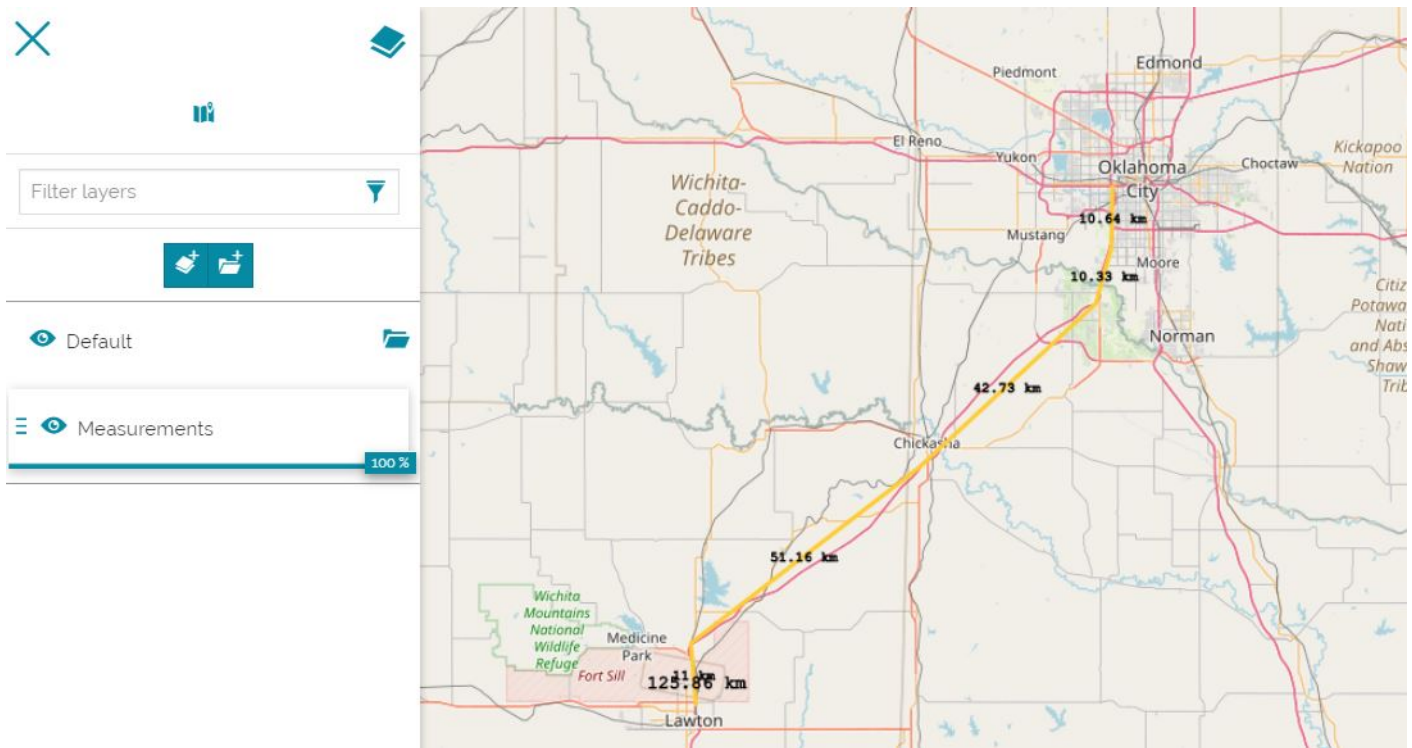 Filter layers
Default
Measurements
100 %
Edmond
Piedmont
El Reno
Yukon
Oklahoma
City
Choctaw
Kickapoo
Nation
Wichita-
Caddo-
Delaware
Tribes
10.64 km
Mustang
Moore
10.33 km
Citiz
Potawa
Nati
and Abs
Shaw
Trib
Norman
42.73 km
Chickasha
51.16 km
Wichita
Mountains
National
Wildlife
Refuge
Medicine
Park
Fort Sill
11 km
125.86 km
Lawton